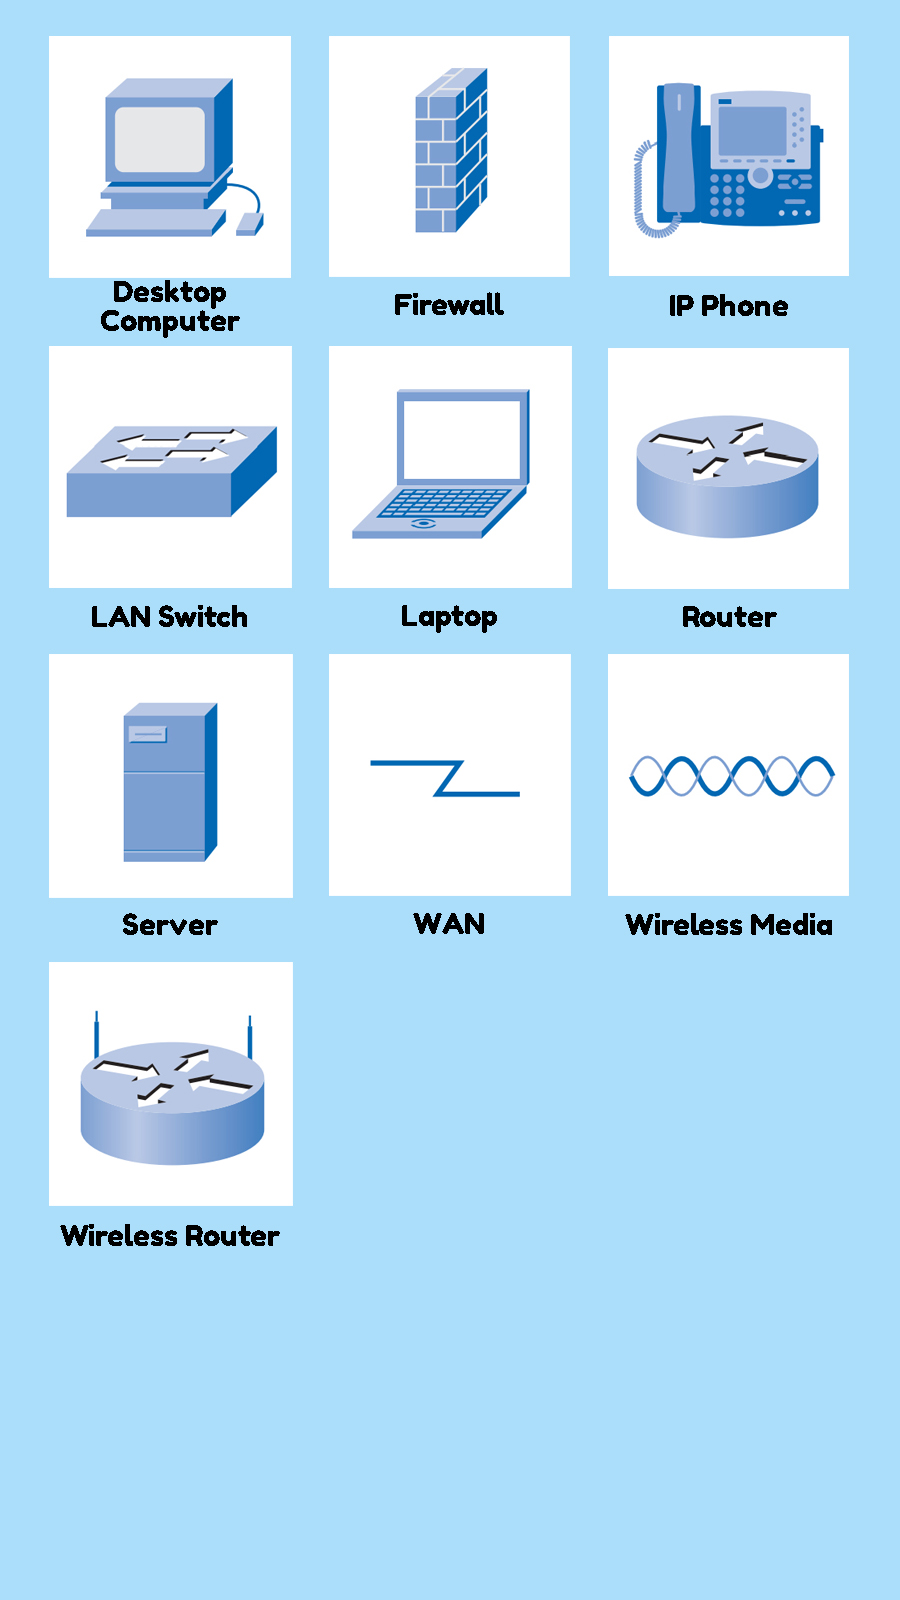 Desktop
Computer
Firewall
IP Phone
LAN Switch
Laptop
Router
Server
WAN
Wireless Media
Wireless Router